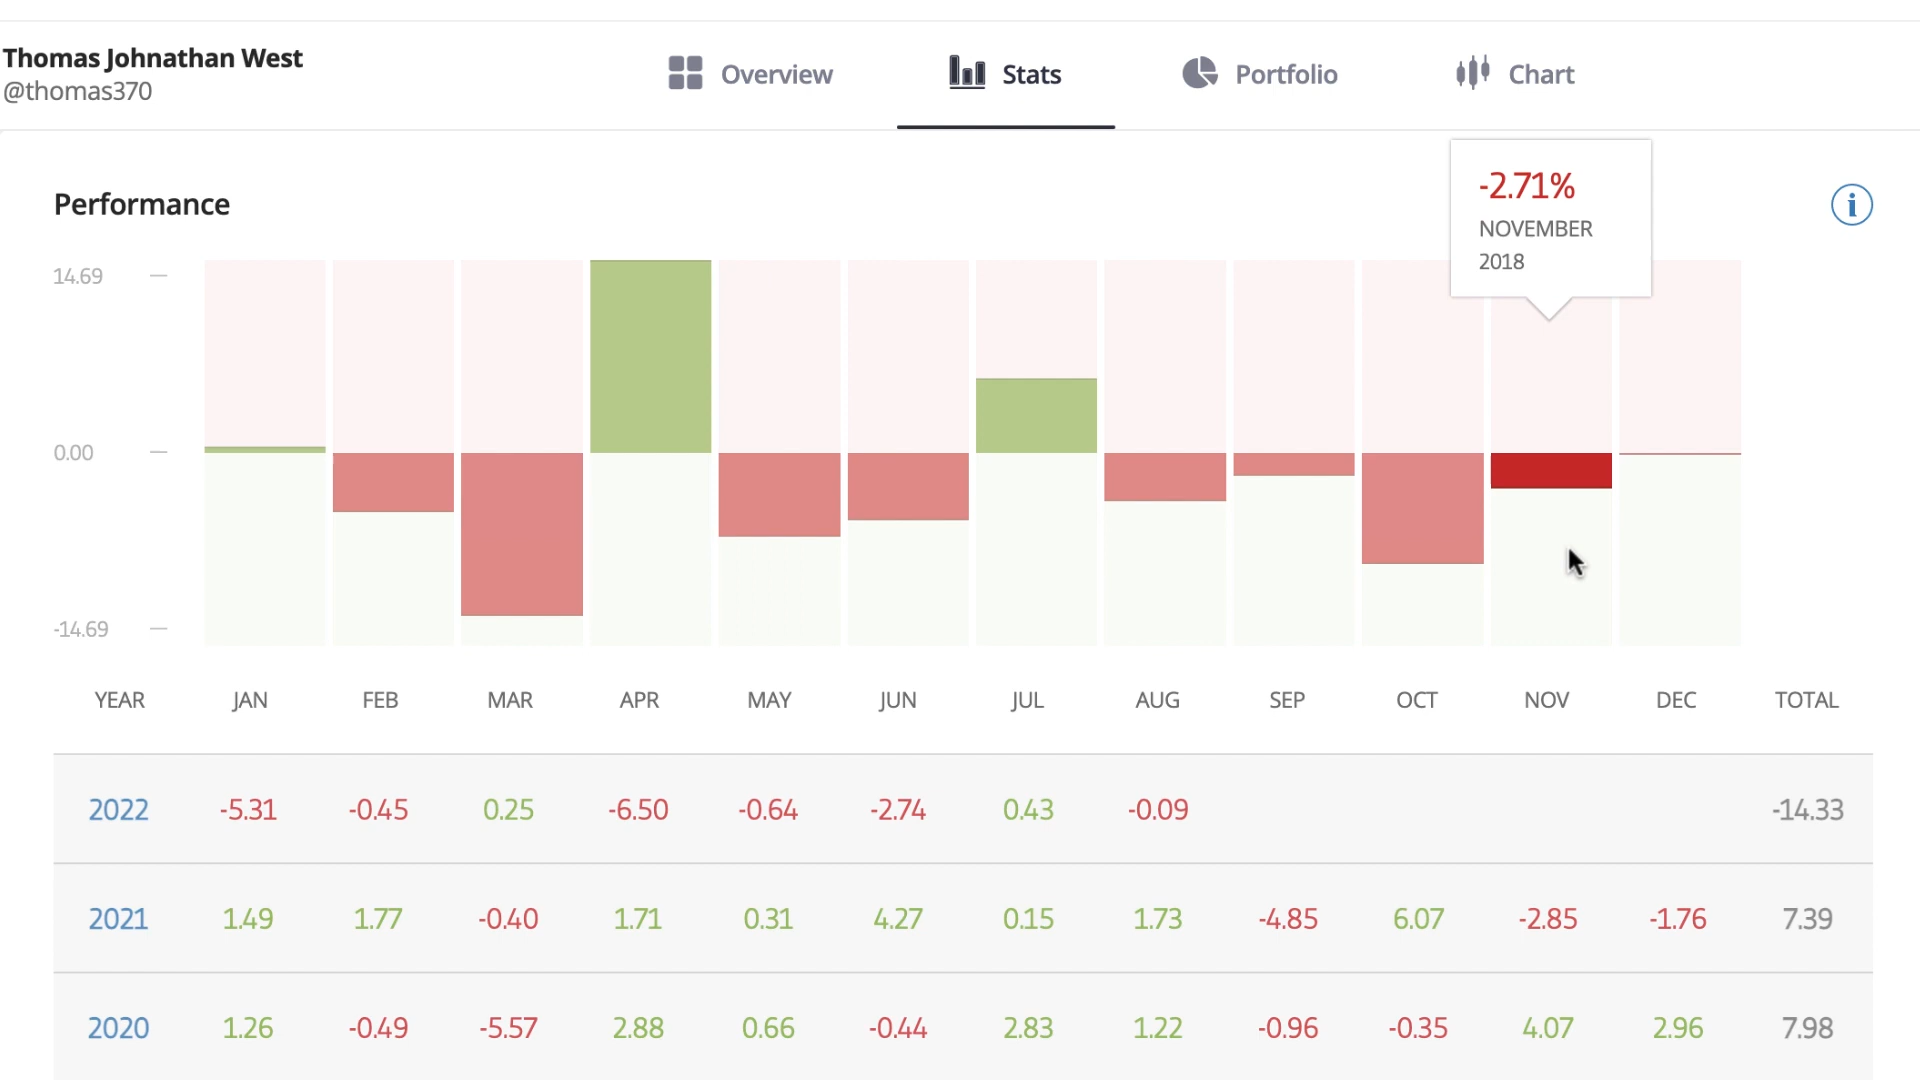 Thomas Johnathan West
@thomas370
Overview
Stats
Portfolio
Chart
-2.71%
NOVEMBER
2018
Performance
14.69
0.00
-14.69
YEAR JAN FEB MAR APR MAY JUN JUL AUG SEP OCT NOV DEC TOTAL
2022 -5.31 -0.45 0.25 -6.50 -0.64 -2.74 0.43 -0.09 -14.33
2021 1.49 1.77 -0.40 1.71 0.31 4.27 0.15 1.73 -4.85 6.07 -2.85 -1.76 7.39
2020 1.26 -0.49 -5.57 2.88 0.66 -0.44 2.83 1.22 -0.96 -0.35 4.07 2.96 7.98